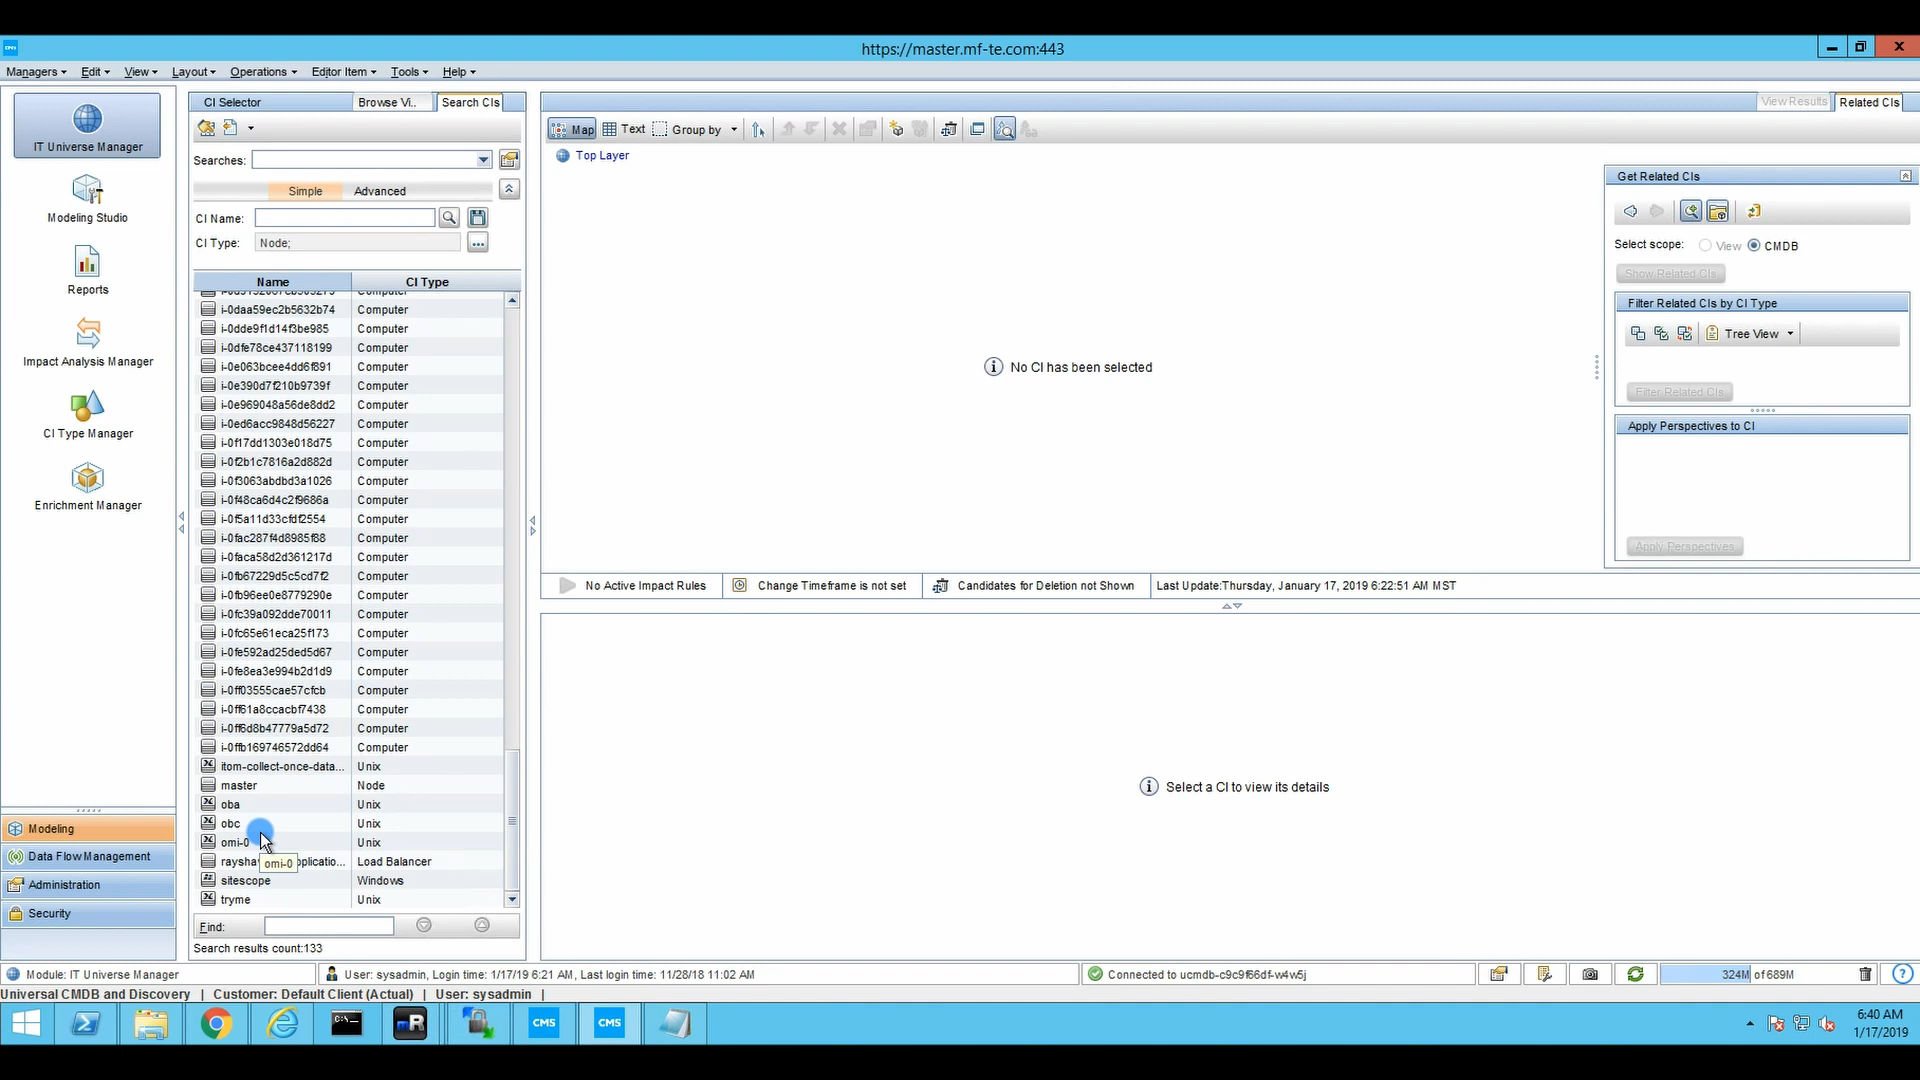 https://master.mf-te.com:443
Managers Edit View Layout Operations Editor Item Tools Help
IT Universe Manager
Modeling Studio
Reports
Impact Analysis Manager
CI Type Manager
Enrichment Manager
Modeling
Data Flow Management
Administration
Security
CI Selector Browse Vi.. Search CIs
Searches:
Simple Advanced
CI Name:
CI Type: Node;
Name CI Type
i-0daa59ec2b5632b74 Computer
i-0dde9f1d14f3be985 Computer
i-0dfe78ce437118199 Computer
i-0e063bcee4dd6f891 Computer
i-0e390d7f210b9739f Computer
i-0e969048a56de8dd2 Computer
i-0ed6acc9848d56227 Computer
i-0f17dd1303e018d75 Computer
i-0f2b1c7816a2d882d Computer
i-0f3063abdbd3a1026 Computer
i-0f48ca6d4c2f9686a Computer
i-0f5a11d33cfdf2554 Computer
i-0fac287f4d8985f88 Computer
i-0faca58d2d361217d Computer
i-0fb67229d5c5cd7f2 Computer
i-0fb96ee0e8779290e Computer
i-0fc39a092dde70011 Computer
i-0fc65e61eca25f173 Computer
i-0fe592ad25ded5d67 Computer
i-0fe8ea3e994b2d1d9 Computer
i-0ff03555cae57cfcb Computer
i-0ff61a8ccacbf7438 Computer
i-0ff6d8b47779a5d72 Computer
i-0ffb169746572dd64 Computer
itom-collect-once-data... Unix
master Node
oba Unix
obc Unix
omi-0 Unix
raysha plicatio... Load Balancer
omi-0
sitescope Windows
tryme Unix
Find:
Search results count:133
View Results Related CIs
Map Text Group by
Top Layer
No CI has been selected
Get Related CIs
Select scope: View CMDB
Show Related CIs
Filter Related CIs by CI Type
Tree View
Filter Related CIs
Apply Perspectives to CI
Apply Perspectives
No Active Impact Rules Change Timeframe is not set Candidates for Deletion not Shown Last Update:Thursday, January 17, 2019 6:22:51 AM MST
Select a CI to view its details
Module: IT Universe Manager User: sysadmin, Login time: 1/17/19 6:21 AM, Last login time: 11/28/18 11:02 AM Connected to ucmdb-c9c9f66df-w4w5j 324M of 689M
Universal CMDB and Discovery | Customer: Default Client (Actual) | User: sysadmin |
mR CMS CMS
6:40 AM
1/17/2019